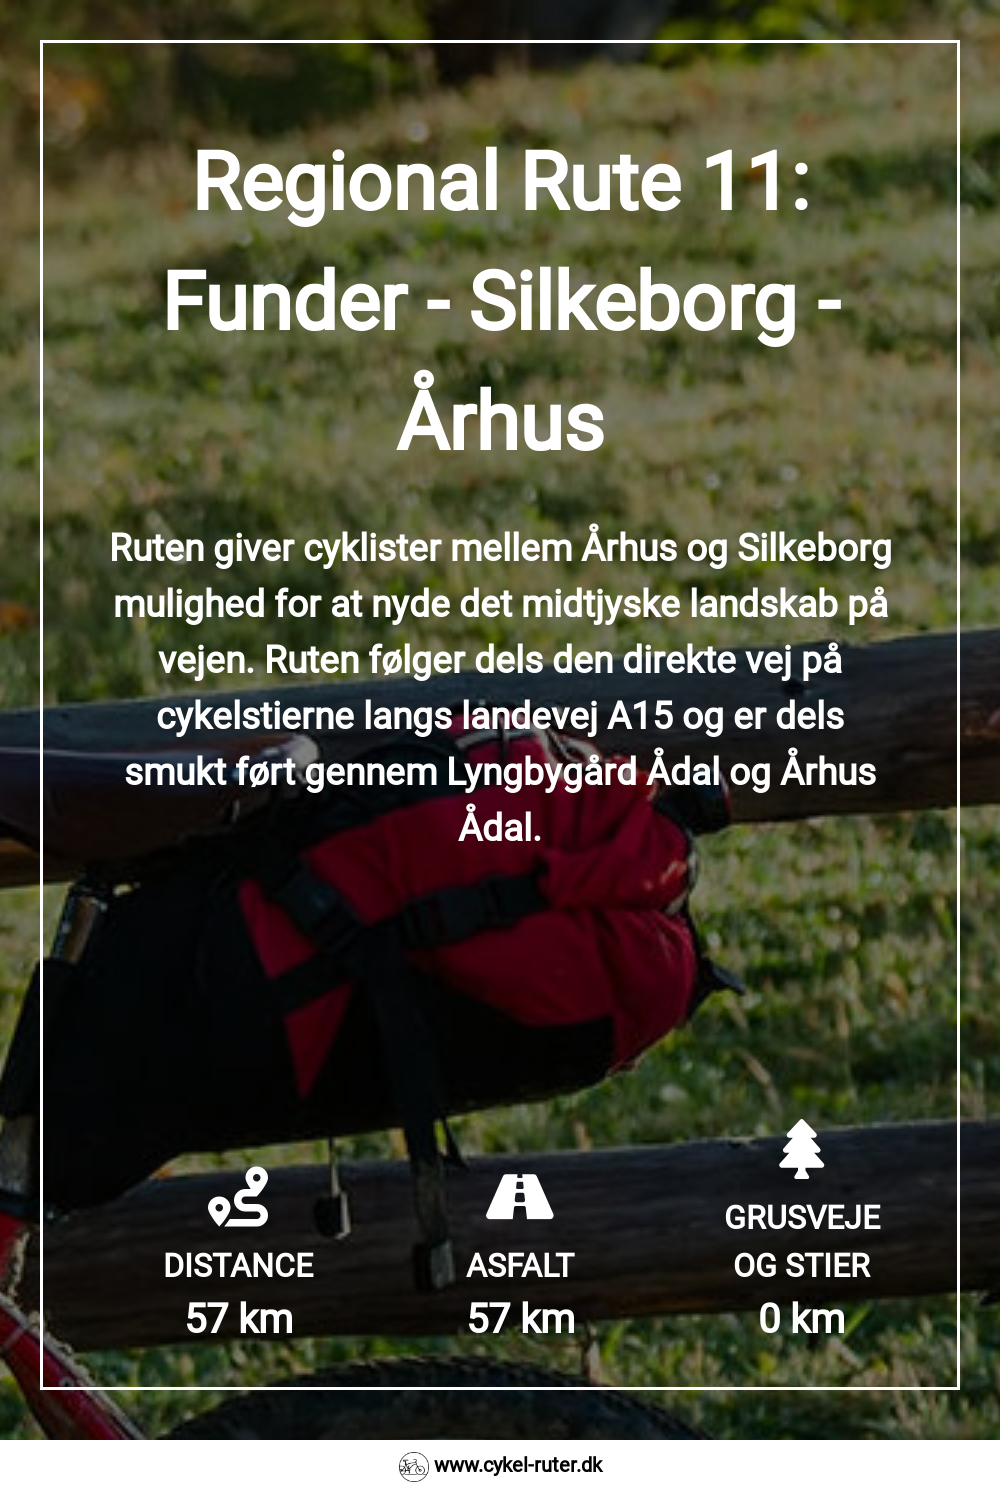 Regional Rute 11:
Funder - Silkeborg -
Århus
Ruten giver cyklister mellem Århus og Silkeborg
mulighed for at nyde det midtjyske landskab på
vejen. Ruten følger dels den direkte vej på
cykelstierne langs landevej A15 og er dels
smukt ført gennem Lyngbygård Ådal og Århus
Ådal.
DISTANCE
57 km
ASFALT
57 km
GRUSVEJE
OG STIER
0 km
www.cykel-ruter.dk